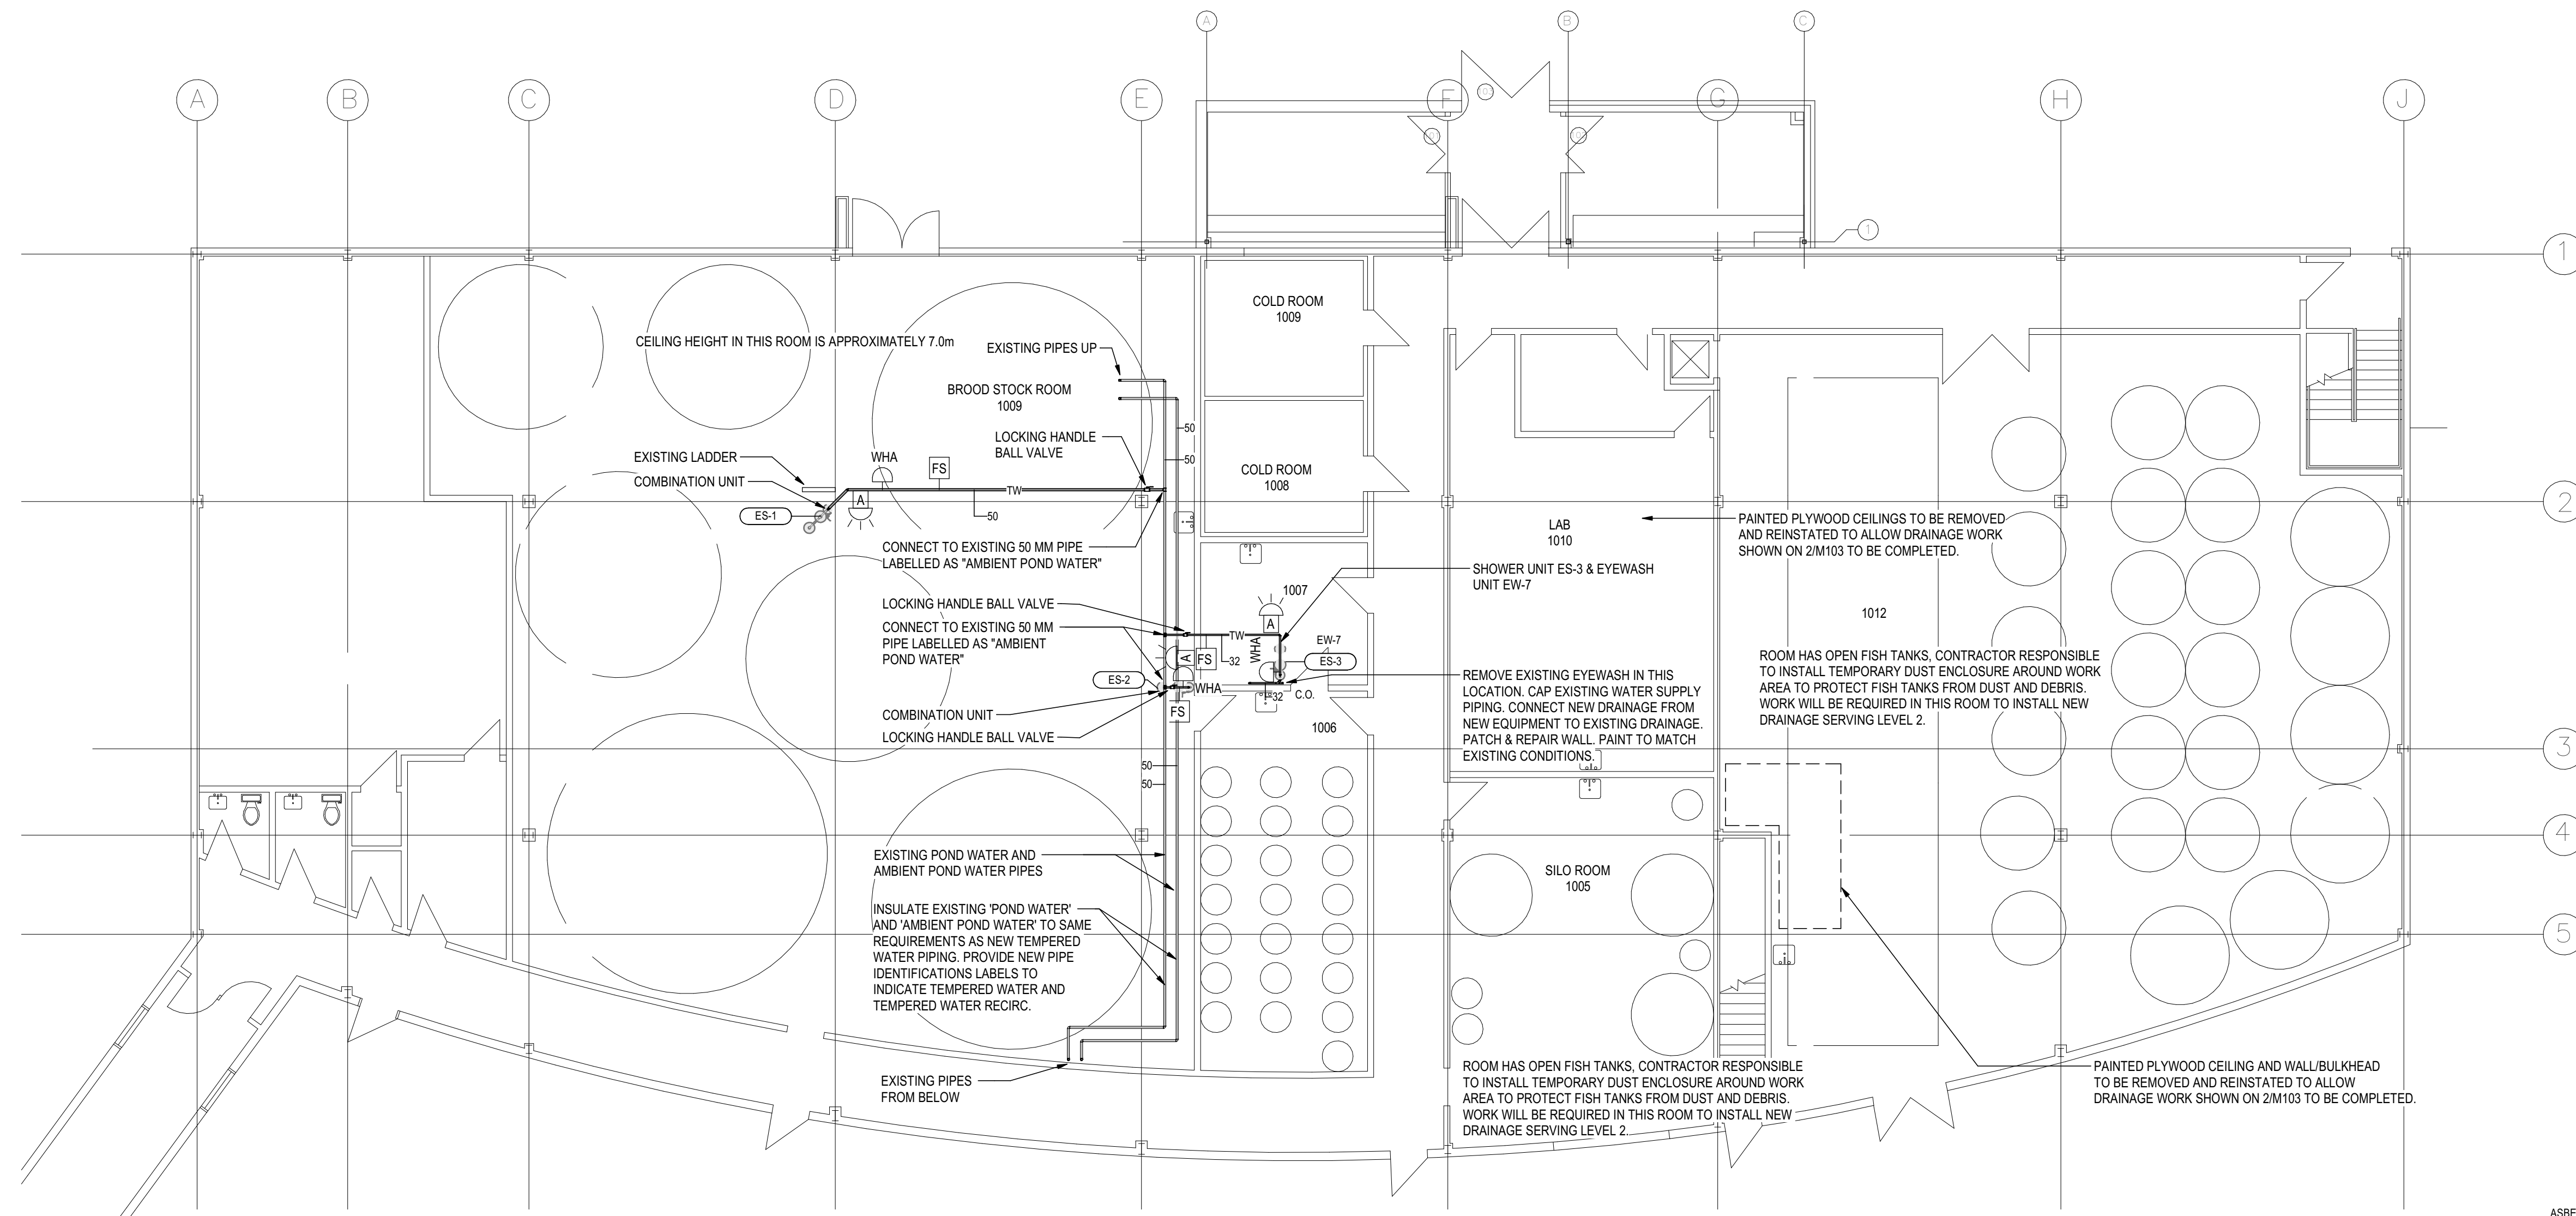 A
B
C
A
B
C
D
E
F
G
H
J
1
1
COLD ROOM
1009
CEILING HEIGHT IN THIS ROOM IS APPROXIMATELY 7.0m
EXISTING PIPES UP
BROOD STOCK ROOM
1009
50
LOCKING HANDLE
BALL VALVE
50
WHA
FS
EXISTING LADDER
COMBINATION UNIT
COLD ROOM
1008
TW
A
2
ES-1
50
LAB
1010
PAINTED PLYWOOD CEILINGS TO BE REMOVED
AND REINSTATED TO ALLOW DRAINAGE WORK
SHOWN ON 2/M103 TO BE COMPLETED.
CONNECT TO EXISTING 50 MM PIPE
LABELLED AS "AMBIENT POND WATER"
SHOWER UNIT ES-3 & EYEWASH
UNIT EW-7
1007
LOCKING HANDLE BALL VALVE
CONNECT TO EXISTING 50 MM
PIPE LABELLED AS "AMBIENT
POND WATER"
A
TW
WHA
EW-7
1012
A
FS
32
ES-3
ROOM HAS OPEN FISH TANKS, CONTRACTOR RESPONSIBLE
TO INSTALL TEMPORARY DUST ENCLOSURE AROUND WORK
AREA TO PROTECT FISH TANKS FROM DUST AND DEBRIS.
WORK WILL BE REQUIRED IN THIS ROOM TO INSTALL NEW
DRAINAGE SERVING LEVEL 2.
ES-2
WHA
32
C.O.
REMOVE EXISTING EYEWASH IN THIS
LOCATION. CAP EXISTING WATER SUPPLY
PIPING. CONNECT NEW DRAINAGE FROM
NEW EQUIPMENT TO EXISTING DRAINAGE.
PATCH & REPAIR WALL. PAINT TO MATCH
EXISTING CONDITIONS.
COMBINATION UNIT
FS
LOCKING HANDLE BALL VALVE
1006
3
50
50
4
EXISTING POND WATER AND
AMBIENT POND WATER PIPES
SILO ROOM
1005
INSULATE EXISTING 'POND WATER'
AND 'AMBIENT POND WATER' TO SAME
REQUIREMENTS AS NEW TEMPERED
WATER PIPING. PROVIDE NEW PIPE
IDENTIFICATIONS LABELS TO
INDICATE TEMPERED WATER AND
TEMPERED WATER RECIRC.
5
EXISTING PIPES
FROM BELOW
ROOM HAS OPEN FISH TANKS, CONTRACTOR RESPONSIBLE
TO INSTALL TEMPORARY DUST ENCLOSURE AROUND WORK
AREA TO PROTECT FISH TANKS FROM DUST AND DEBRIS.
WORK WILL BE REQUIRED IN THIS ROOM TO INSTALL NEW
DRAINAGE SERVING LEVEL 2.
PAINTED PLYWOOD CEILING AND WALL/BULKHEAD
TO BE REMOVED AND REINSTATED TO ALLOW
DRAINAGE WORK SHOWN ON 2/M103 TO BE COMPLETED.
ASBE